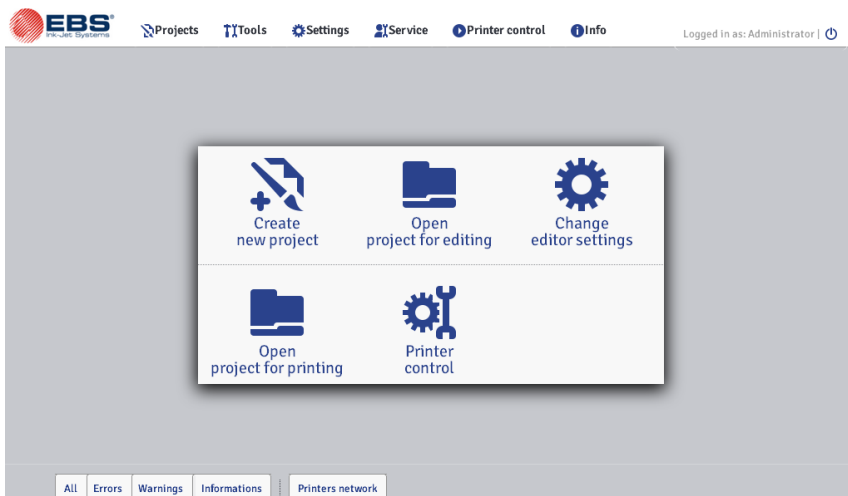 EBS®
Ink-Jet Systems
Projects Tools Settings Service Printer control Info
Logged in as: Administrator |
Create
new project
Open
project for editing
Change
editor settings
Open
project for printing
Printer
control
All Errors Warnings Informations Printers network